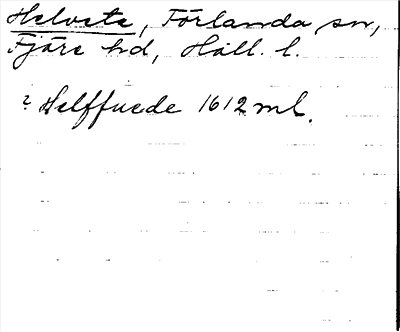 Helvete, Förlanda sn,
Fjäre hd, Hall. l.
? Helffuede 1612 ml.